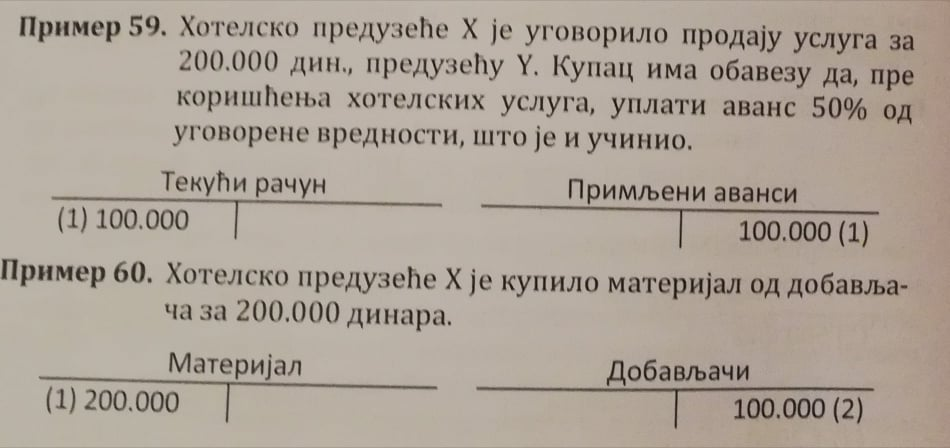 Пример 59. Хотелско предузеће X је уговорило продају услуга за
200.000 дин., предузећу Y. Купац има обавезу да, пре
коришћења хотелских услуга, уплати аванс 50% од
уговорене вредности, што је и учинио.
Текући рачун Примљени аванси
(1) 100.000 100.000 (1)
Пример 60. Хотелско предузеће X је купило материјал од добавља-
ча за 200.000 динара.
Материјал Добављачи
(1) 200.000 100.000 (2)